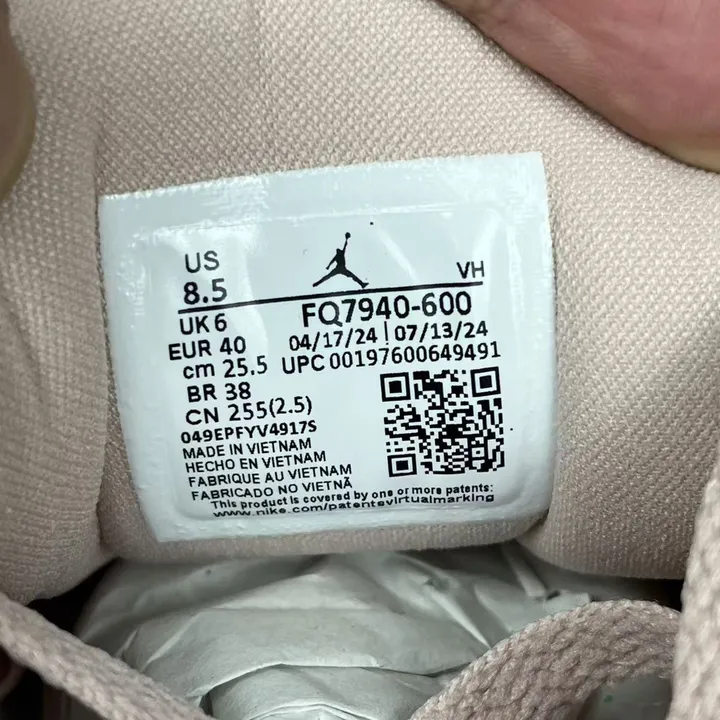 US
8.5
VH
UK 6
FQ7940-600
EUR 40
04/17/24 | 07/13/24
cm 25.5
UPC 00197600649491
BR 38
CN 255(2.5)
049EPFYV4917S
MADE IN VIETNAM
HECHO EN VIETNAM
FABRIQUE AU VIETNAM
FABRICADO NO VIETNÃ
This product is covered by one or more patents:
www.nike.com/patentsvirtualmarking